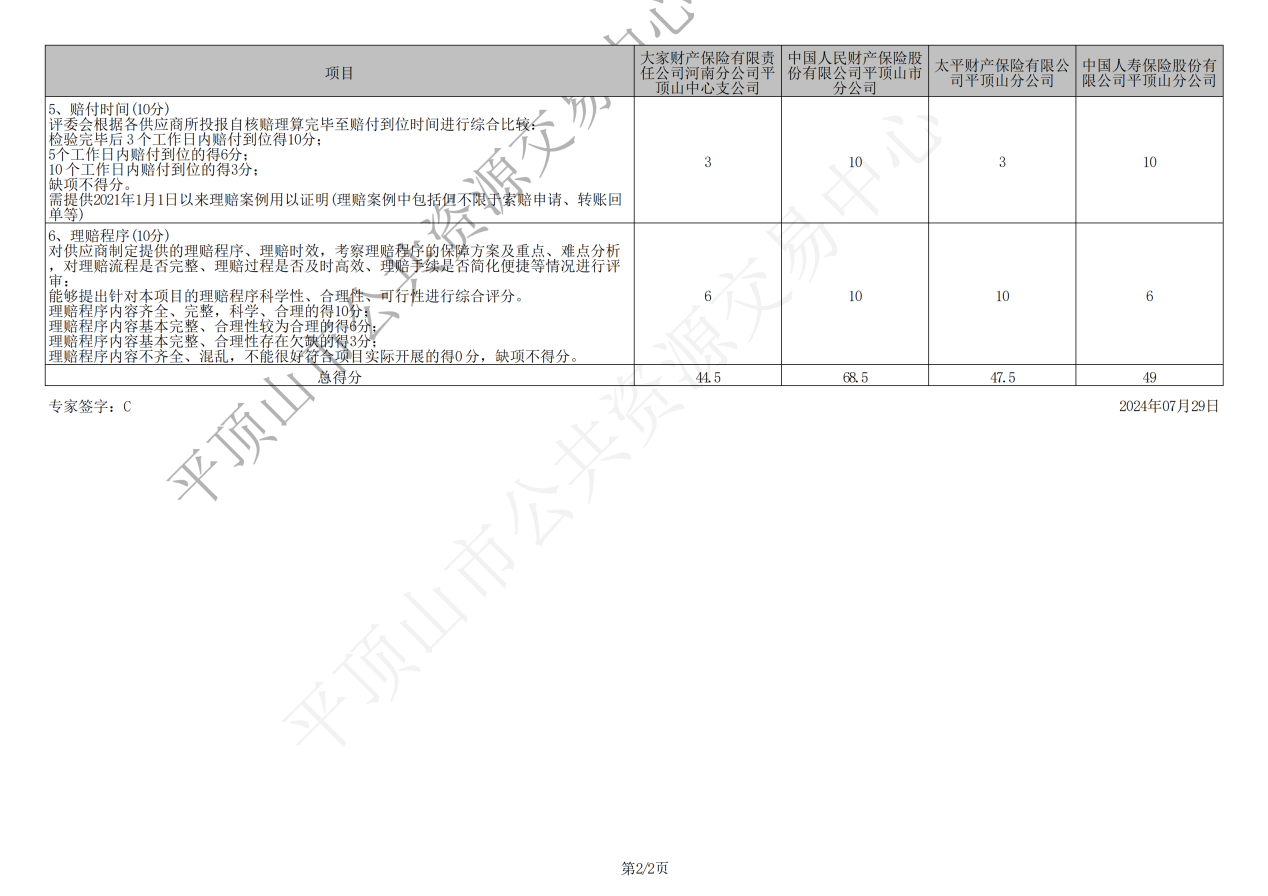 项目
大家财产保险有限责
任公司河南分公司平
顶山中心支公司
中国人民财产保险股
份有限公司平顶山市
分公司
太平财产保险有限公
司平顶山分公司
中国人寿保险股份有
限公司平顶山分公司
5、赔付时间(10分)
评委会根据各供应商所投报自核赔理算完毕至赔付到位时间进行综合比较：
检验完毕后 3 个工作日内赔付到位得10分；
5个工作日内赔付到位的得6分；
10 个工作日内赔付到位的得3分；
缺项不得分。
需提供2021年1月1日以来理赔案例用以证明(理赔案例中包括但不限于索赔申请、转账回
单等)
3
10
3
10
6、理赔程序(10分)
对供应商制定提供的理赔程序、理赔时效，考察理赔程序的保障方案及重点、难点分析
，对理赔流程是否完整、理赔过程是否及时高效、理赔手续是否简化便捷等情况进行评
审：
能够提出针对本项目的理赔程序科学性、合理性、可行性进行综合评分。
理赔程序内容齐全、完整，科学、合理的得10分；
理赔程序内容基本完整、合理性较为合理的得6分；
理赔程序内容基本完整、合理性存在欠缺的得3分；
理赔程序内容不齐全、混乱，不能很好符合项目实际开展的得0 分，缺项不得分。
6
10
10
6
总得分
44.5
68.5
47.5
49
专家签字：C
2024年07月29日
平顶山市公共资源交易中心
平顶山市公共资源交易中心
第2/2页